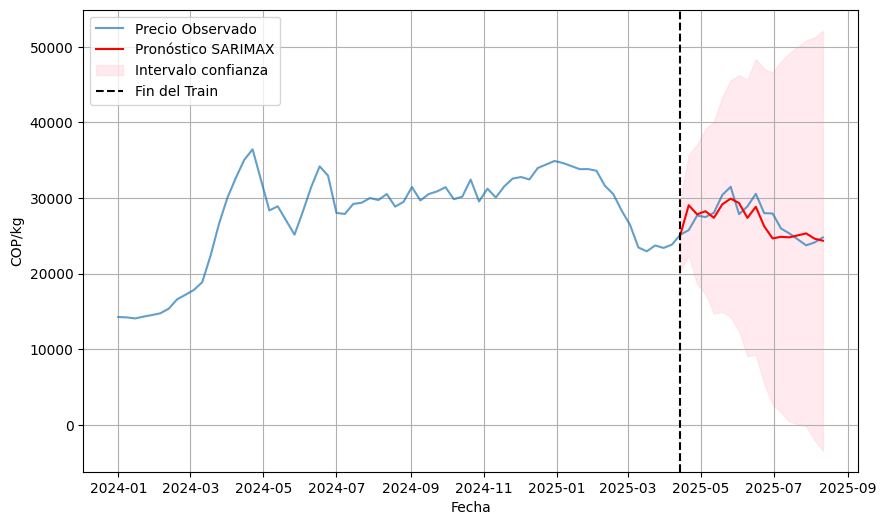 Precio Observado
Pronóstico SARIMAX
Intervalo confianza
Fin del Train
COP/kg
50000
40000
30000
20000
10000
0
2024-01 2024-03 2024-05 2024-07 2024-09 2024-11 2025-01 2025-03 2025-05 2025-07 2025-09
Fecha